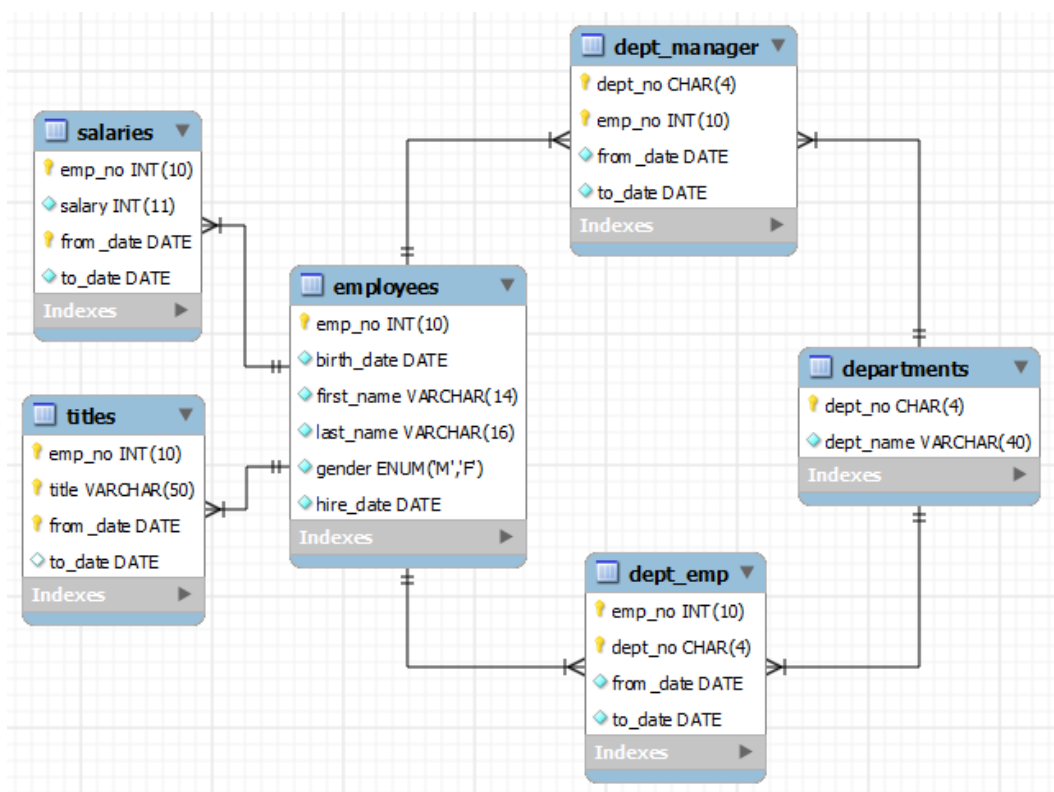 dept_manager
dept_no CHAR(4)
emp_no INT(10)
from_date DATE
to_date DATE
Indexes
salaries
emp_no INT(10)
salary INT(11)
from_date DATE
to_date DATE
Indexes
employees
emp_no INT(10)
birth_date DATE
first_name VARCHAR(14)
last_name VARCHAR(16)
gender ENUM('M','F')
hire_date DATE
Indexes
departments
dept_no CHAR(4)
dept_name VARCHAR(40)
Indexes
titles
emp_no INT(10)
title VARCHAR(50)
from_date DATE
to_date DATE
Indexes
dept_emp
emp_no INT(10)
dept_no CHAR(4)
from_date DATE
to_date DATE
Indexes